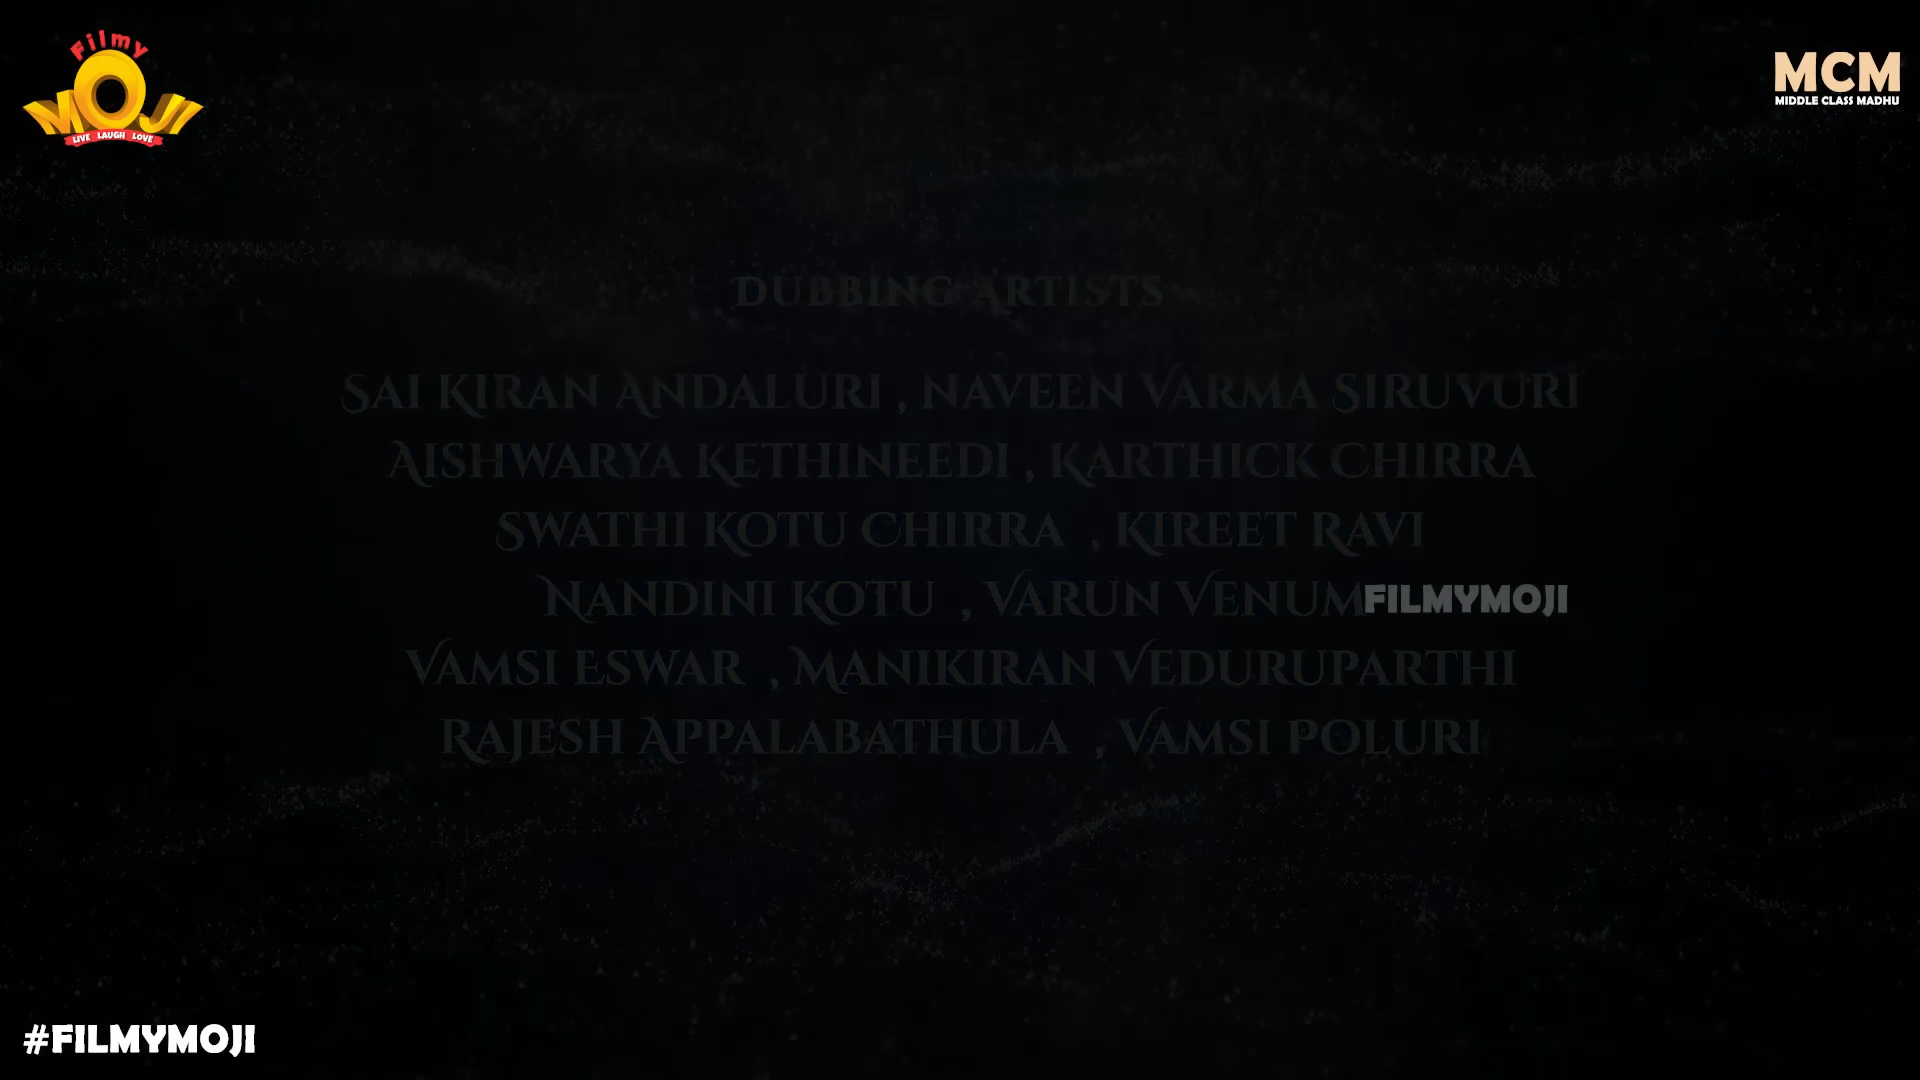 Filmy
MOJI
LIVE LAUGH LOVE
MCM
MIDDLE CLASS MADHU
DUBBING ARTISTS
SAI KIRAN ANDALURI , NAVEEN VARMA SIRUVURI
AISHWARYA KETHINEEDI , KARTHICK CHIRRA
SWATHI KOTU CHIRRA , KIREET RAVI
NANDINI KOTU , VARUN
FILMYMOJI
VAMSI ESWAR , MANIKIRAN VEDURUPARTHI
RAJESH APPALABATHULA , VAMSI POLURI
#FILMYMOJI